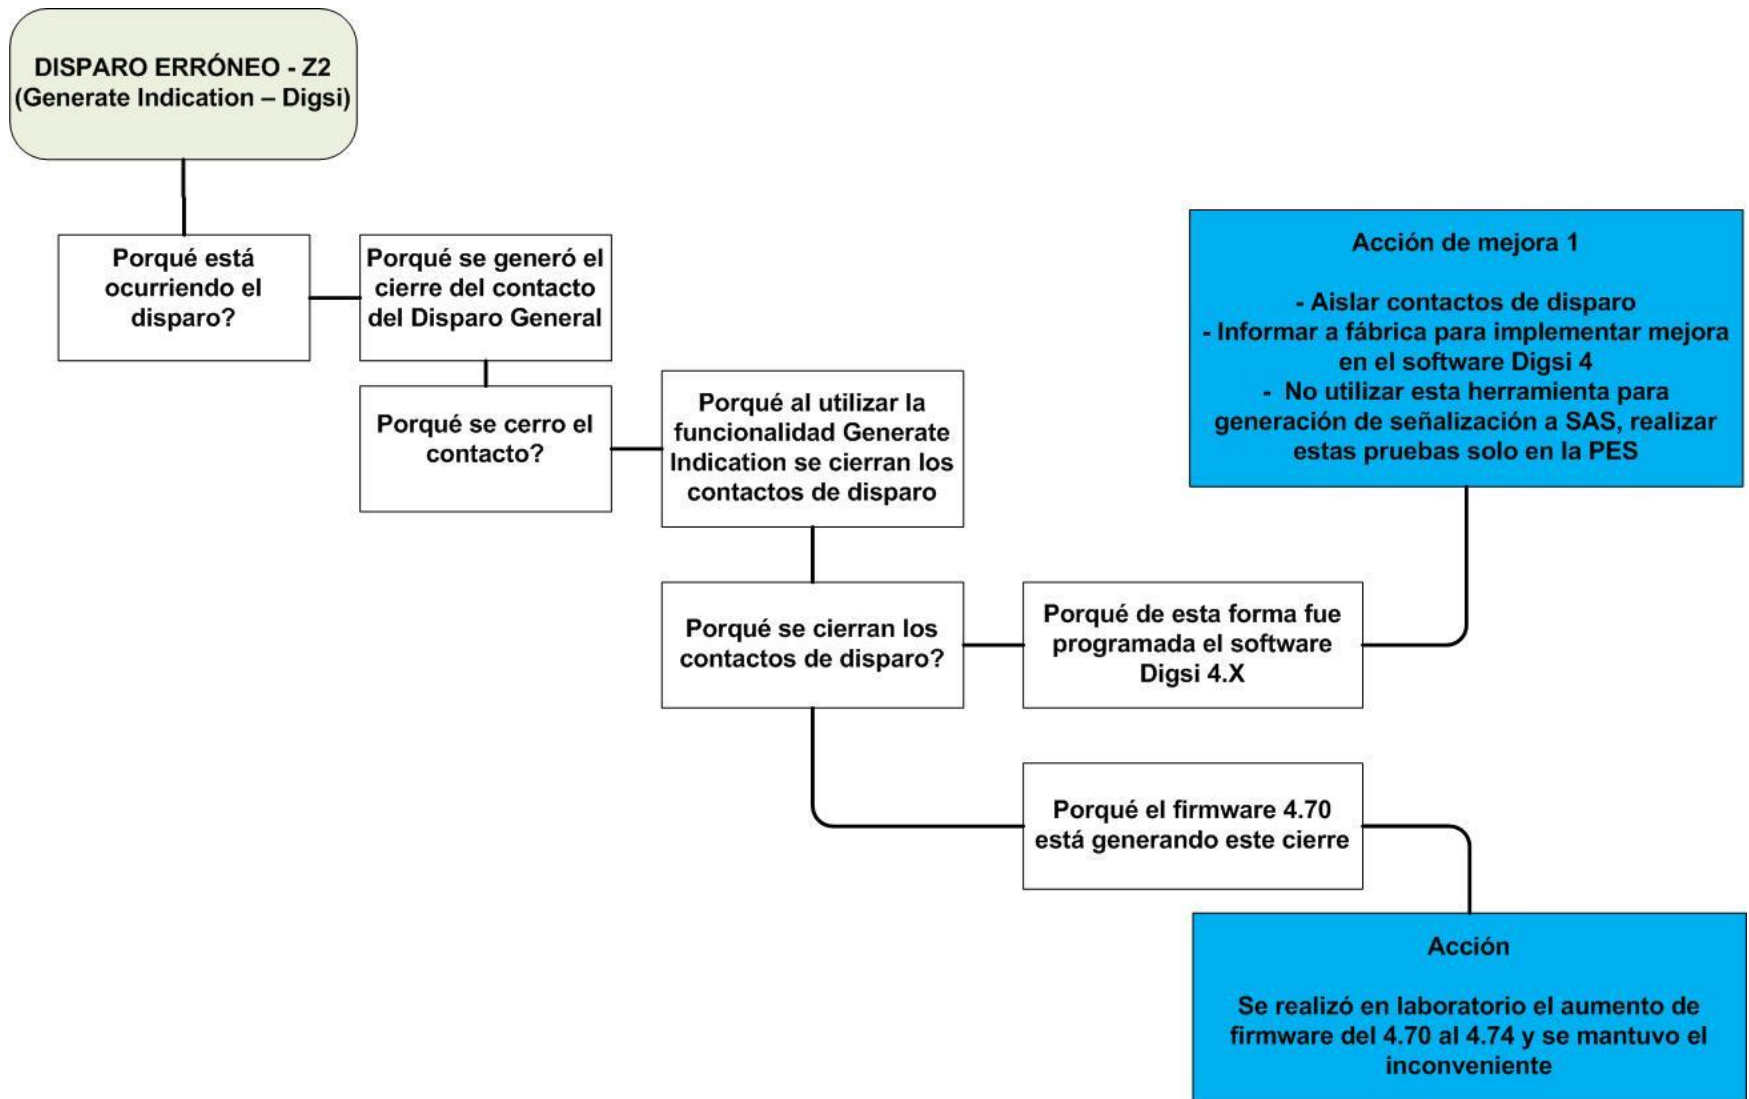 DISPARO ERRÓNEO - Z2
(Generate Indication – Digsi)
Porqué está
ocurriendo el
disparo?
Porqué se generó el
cierre del contacto
del Disparo General
Porqué se cerro el
contacto?
Porqué al utilizar la
funcionalidad Generate
Indication se cierran los
contactos de disparo
Porqué se cierran los
contactos de disparo?
Porqué de esta forma fue
programada el software
Digsi 4.X
Acción de mejora 1
- Aislar contactos de disparo
- Informar a fábrica para implementar mejora
en el software Digsi 4
- No utilizar esta herramienta para
generación de señalización a SAS, realizar
estas pruebas solo en la PES
Porqué el firmware 4.70
está generando este cierre
Acción
Se realizó en laboratorio el aumento de
firmware del 4.70 al 4.74 y se mantuvo el
inconveniente